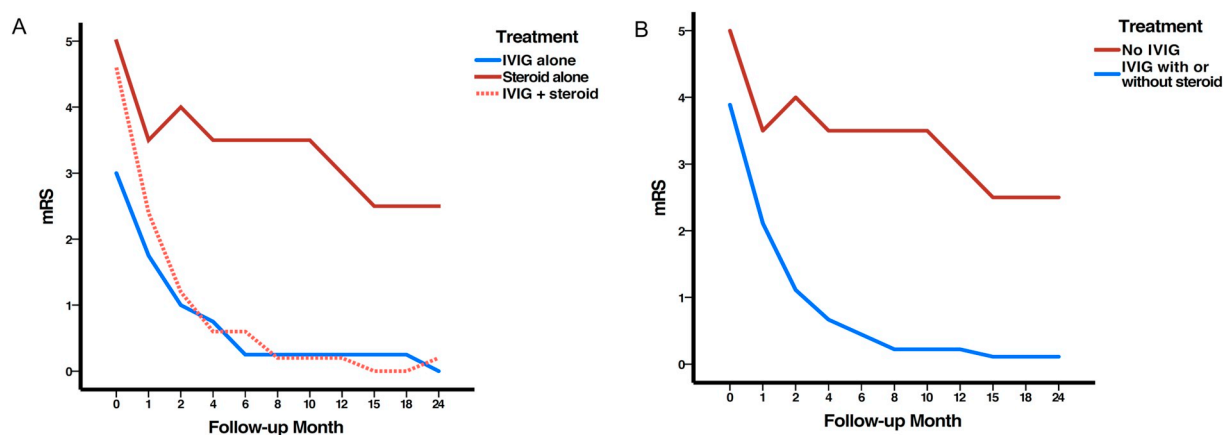 A
Treatment
IVIG alone
Steroid alone
IVIG + steroid
5
4
3
2
1
0
mRS
0 1 2 4 6 8 10 12 15 18 24
Follow-up Month
B
Treatment
No IVIG
IVIG with or
without steroid
5
4
3
2
1
0
mRS
0 1 2 4 6 8 10 12 15 18 24
Follow-up Month